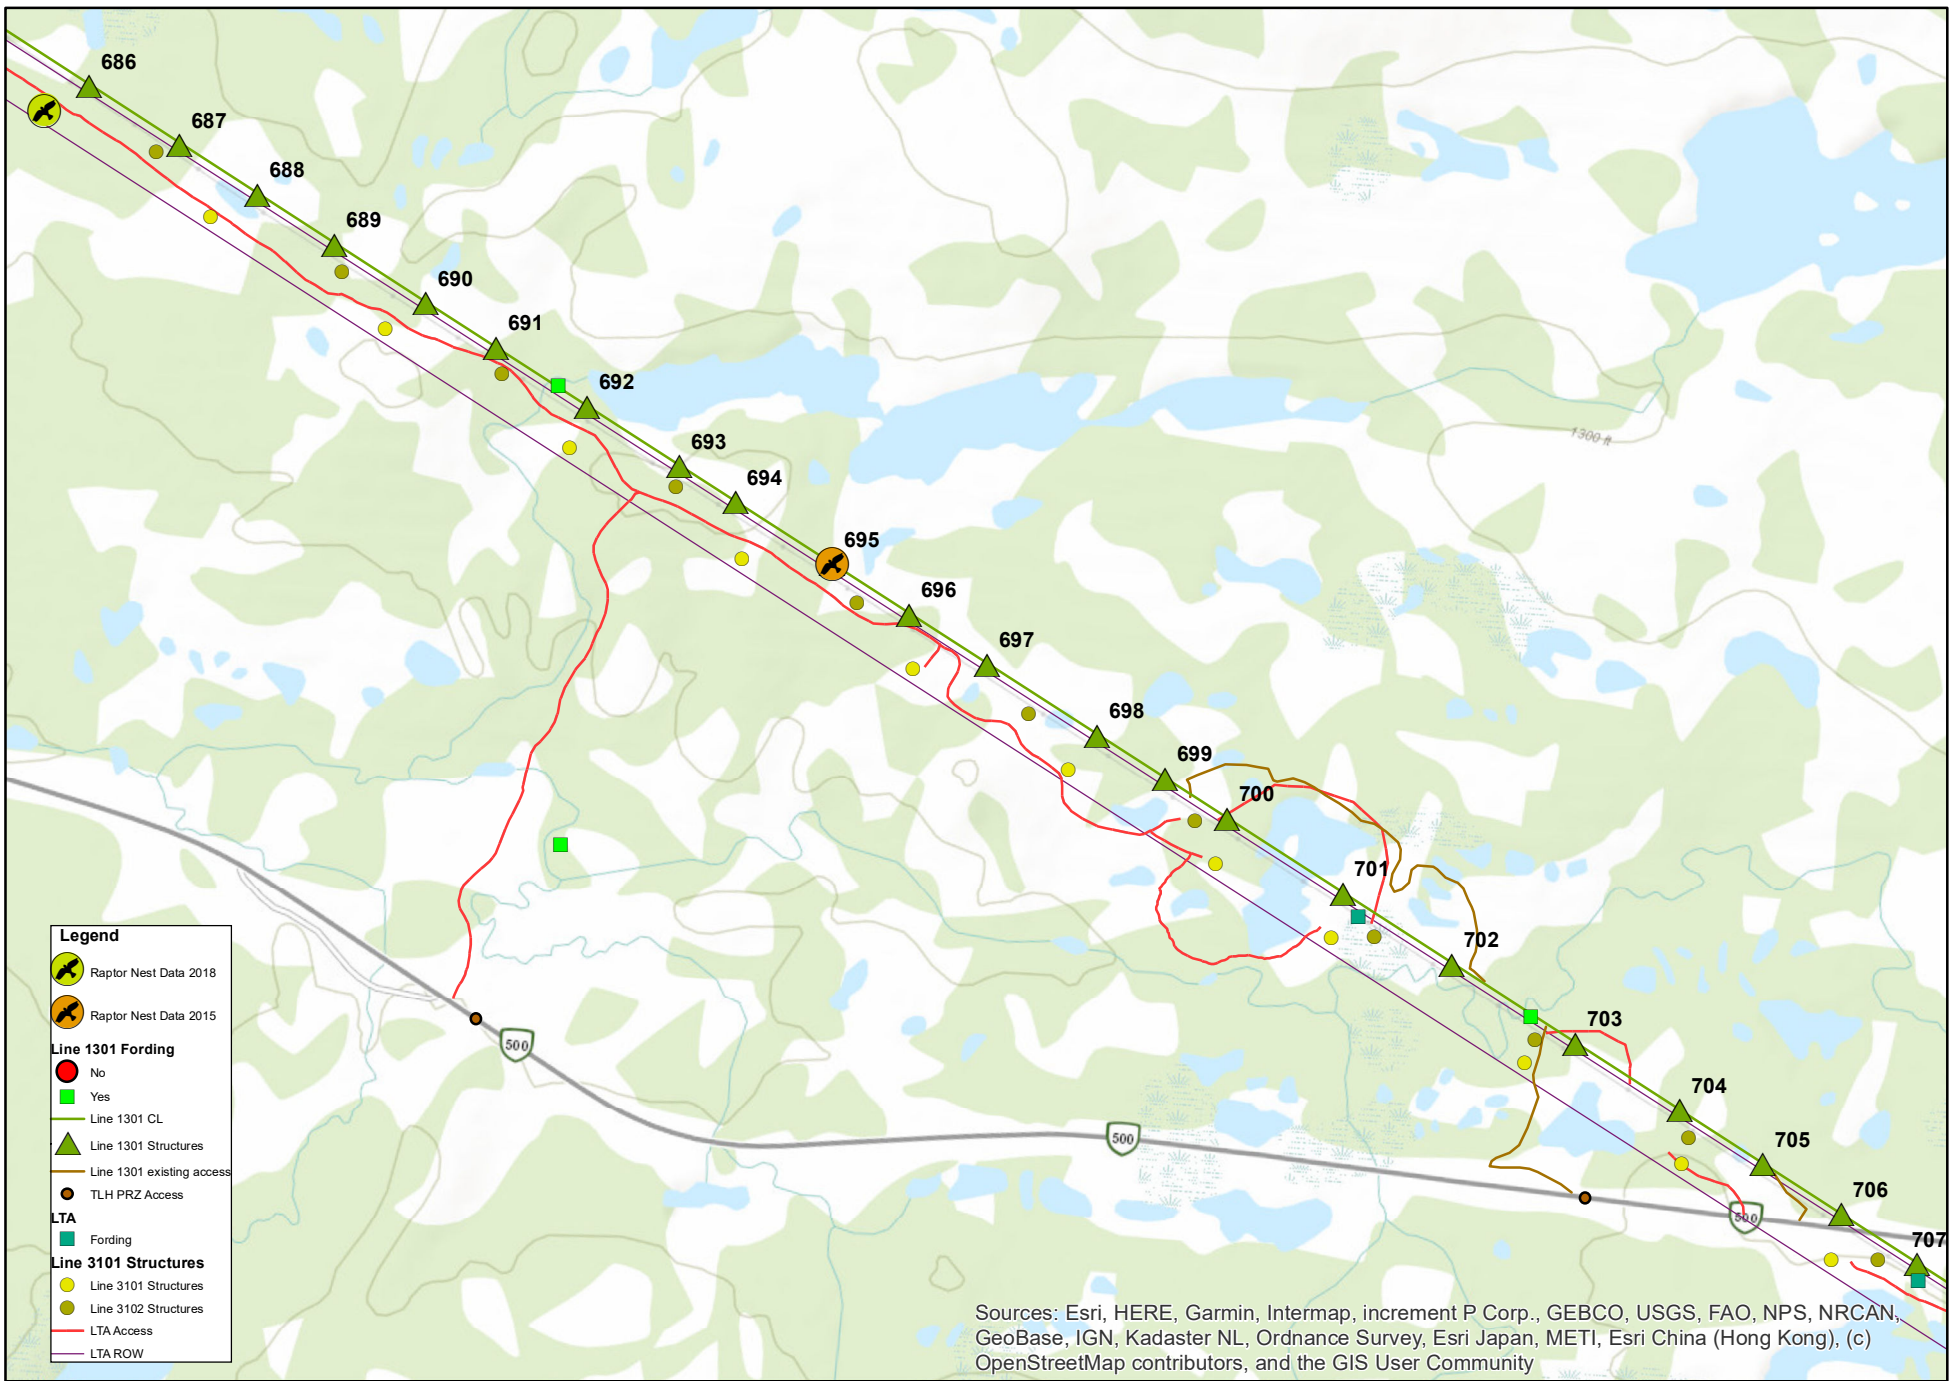 686
687
688
689
690
691
692
693
694
695
696
697
698
699
700
701
702
703
704
705
706
707
1300 ft
500
500
500
Legend
Raptor Nest Data 2018
Raptor Nest Data 2015
Line 1301 Fording
No
Yes
Line 1301 CL
Line 1301 Structures
Line 1301 existing access
TLH PRZ Access
LTA
Fording
Line 3101 Structures
Line 3101 Structures
Line 3102 Structures
LTA Access
LTA ROW
Sources: Esri, HERE, Garmin, Intermap, increment P Corp., GEBCO, USGS, FAO, NPS, NRCAN,
GeoBase, IGN, Kadaster NL, Ordnance Survey, Esri Japan, METI, Esri China (Hong Kong), (c)
OpenStreetMap contributors, and the GIS User Community